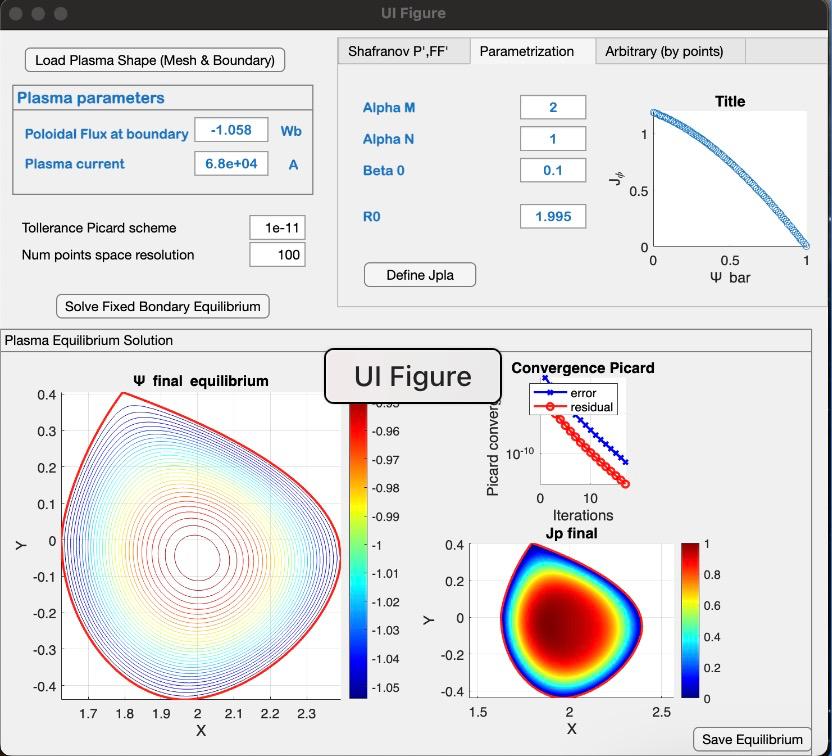 UI Figure
Load Plasma Shape (Mesh & Boundary)
Plasma parameters
Poloidal Flux at boundary -1.058 Wb
Plasma current 6.8e+04 A
Tollerance Picard scheme 1e-11
Num points space resolution 100
Solve Fixed Bondary Equilibrium
Shafranov P',FF' Parametrization Arbitrary (by points)
Alpha M 2
Alpha N 1
Beta 0 0.1
R0 1.995
Define Jpla
Title
1
0.5
0
Jϕ
0 0.5 1
Ψ bar
Plasma Equilibrium Solution
UI Figure
Ψ final equilibrium
0.4
0.3
0.2
0.1
0
-0.1
-0.2
-0.3
-0.4
Y
1.7 1.8 1.9 2 2.1 2.2 2.3
X
-0.96
-0.97
-0.98
-0.99
-1
-1.01
-1.02
-1.03
-1.04
-1.05
Convergence Picard
error
residual
Picard
10-10
0 10
Iterations
Jp final
0.4
0.2
0
-0.2
-0.4
Y
1.5 2 2.5
X
1
0.8
0.6
0.4
0.2
0
Save Equilibrium